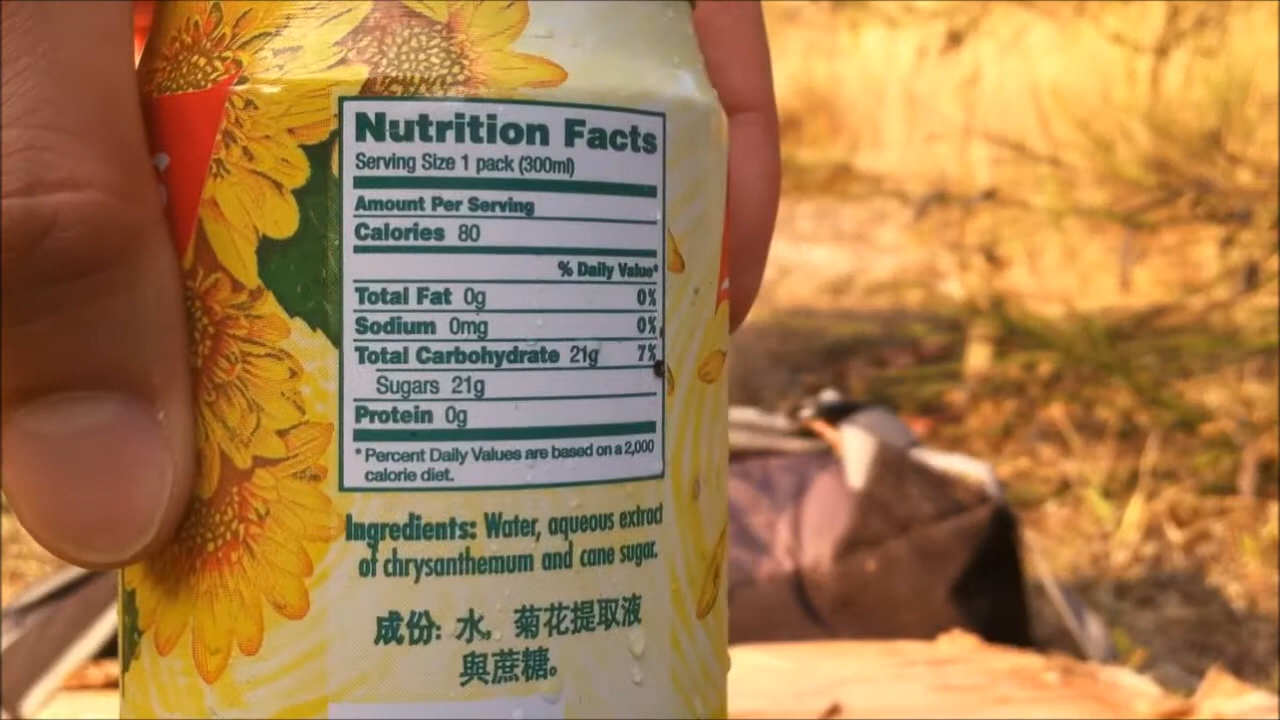 Nutrition Facts
Serving Size 1 pack (300ml)
Amount Per Serving
Calories 80
% Daily Value*
Total Fat 0g 0%
Sodium 0mg 0%
Total Carbohydrate 21g 7%
Sugars 21g
Protein 0g
* Percent Daily Values are based on a 2,000
calorie diet.
Ingredients: Water, aqueous extract
of chrysanthemum and cane sugar.
成份: 水, 菊花提取液
與蔗糖。